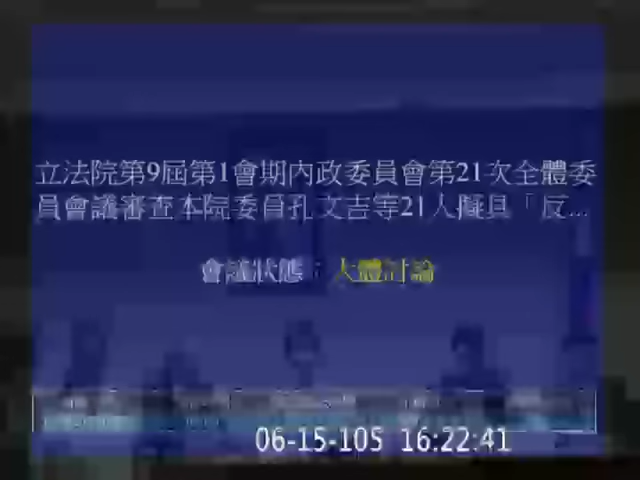 立法院第9屆第1會期內政委員會第21次全體委
員會議審查本院委員孔文吉等21人擬具「反...
會議狀態：大體討論
06-15-105 16:22:41